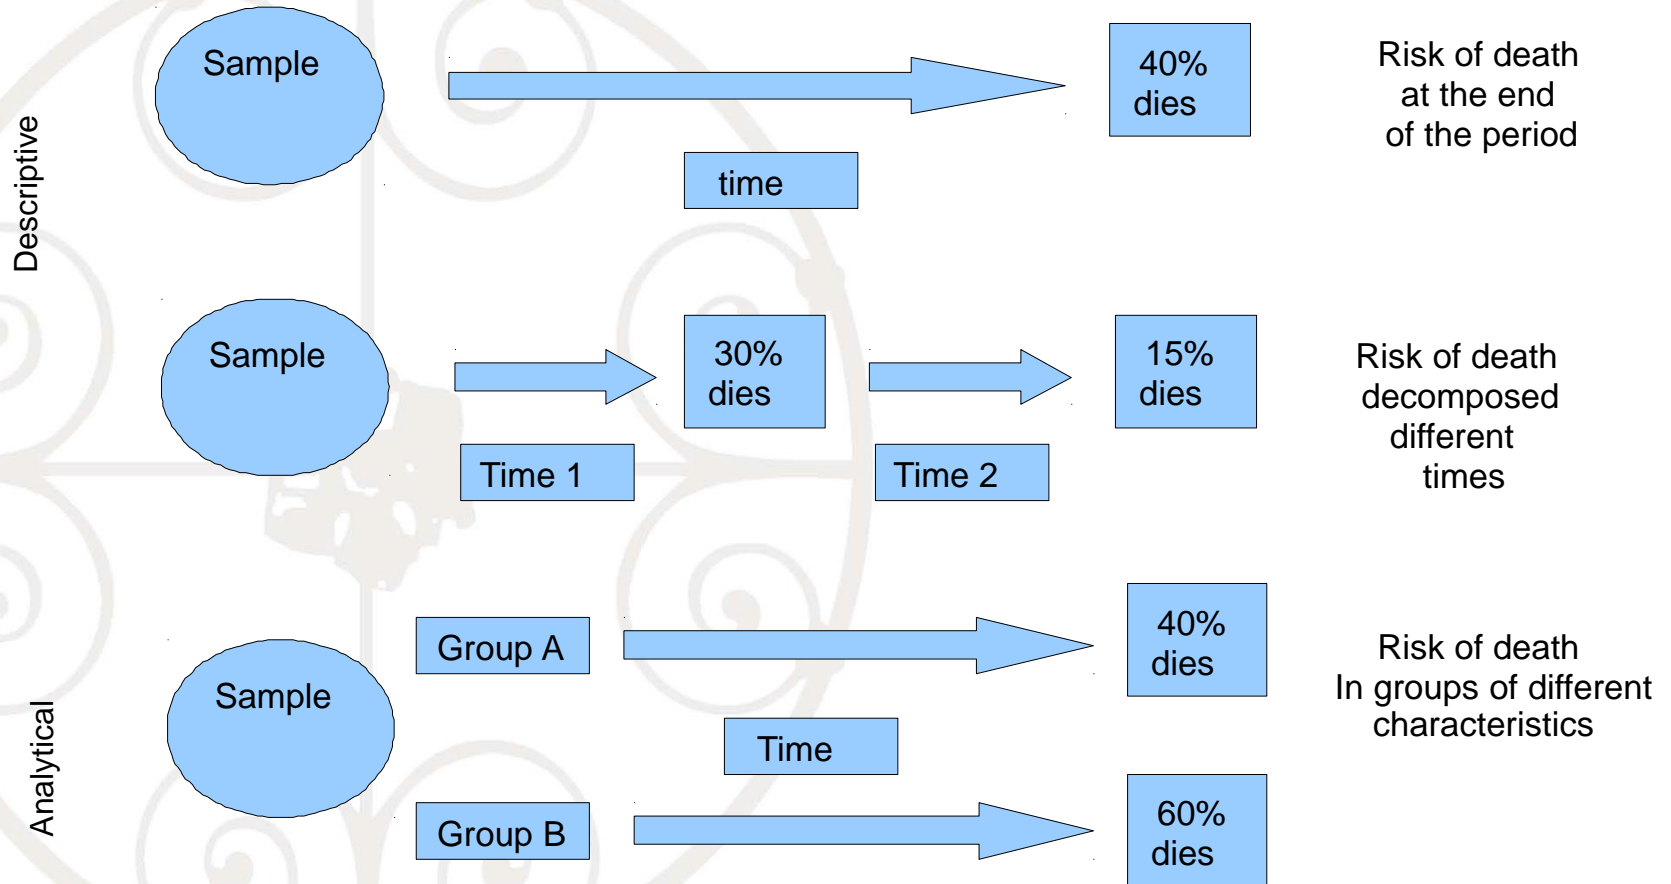 Descriptive
Sample
time
40%
dies
Risk of death
at the end
of the period
Sample
Time 1
30%
dies
Time 2
15%
dies
Risk of death
decomposed
different
times
Analytical
Sample
Group A
Time
Group B
40%
dies
60%
dies
Risk of death
In groups of different
characteristics